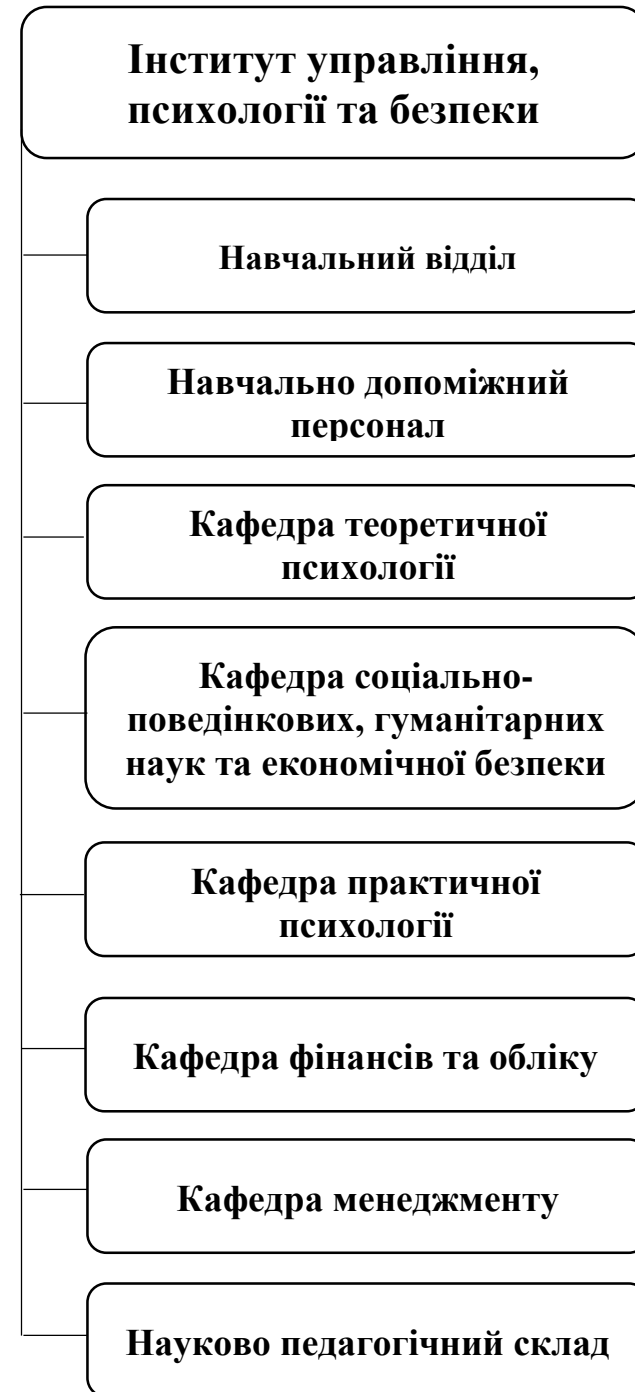 Інститут управління,
психології та безпеки
Навчальний відділ
Навчально допоміжний
персонал
Кафедра теоретичної
психології
Кафедра соціально-
поведінкових, гуманітарних
наук та економічної безпеки
Кафедра практичної
психології
Кафедра фінансів та обліку
Кафедра менеджменту
Науково педагогічний склад